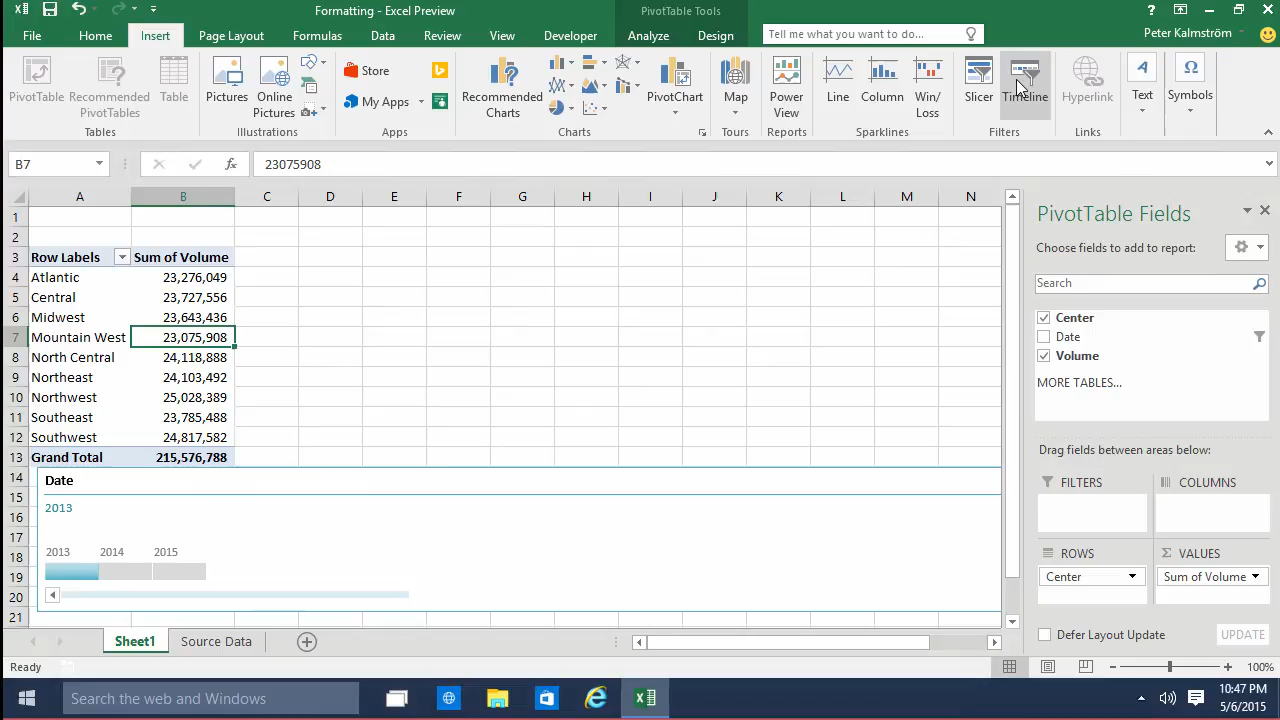 Formatting - Excel Preview
PivotTable Tools
?
File Home Insert Page Layout Formulas Data Review View Developer Analyze Design Tell me what you want to do... Peter Kalmström
PivotTable
Recommended PivotTables
Table
Tables
Pictures
Online Pictures
Illustrations
Store
My Apps
Apps
Recommended Charts
PivotChart
Charts
Map
Tours
Power View
Reports
Line
Column
Win/ Loss
Sparklines
Slicer
Timeline
Filters
Hyperlink
Links
A
Text
Ω
Symbols
B7 fx 23075908
A B C D E F G H I J K L M N
1
2
3 Row Labels Sum of Volume
4 Atlantic 23,276,049
5 Central 23,727,556
6 Midwest 23,643,436
7 Mountain West 23,075,908
8 North Central 24,118,888
9 Northeast 24,103,492
10 Northwest 25,028,389
11 Southeast 23,785,488
12 Southwest 24,817,582
13 Grand Total 215,576,788
14
15
16
17
18
19
20
21
Date
2013
2013 2014 2015
PivotTable Fields
Choose fields to add to report:
Search
Center
Date
Volume
MORE TABLES...
Drag fields between areas below:
FILTERS
COLUMNS
ROWS
Σ VALUES
Center
Sum of Volume
Defer Layout Update UPDATE
Sheet1 Source Data
Ready
100%
Search the web and Windows
10:47 PM
5/6/2015